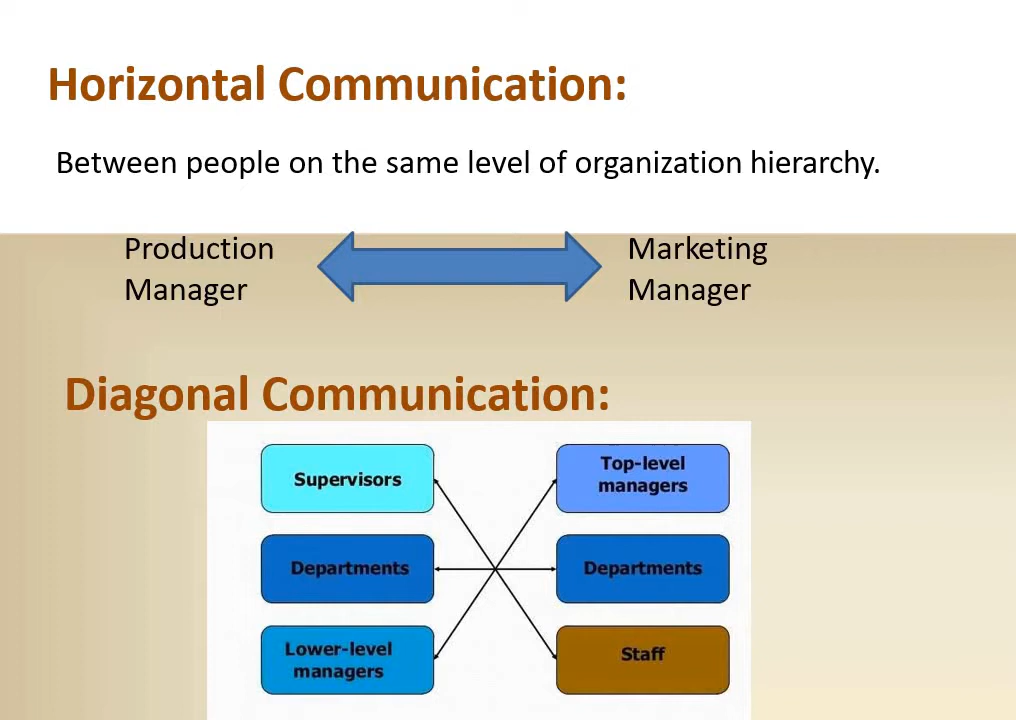 Horizontal Communication:
Between people on the same level of organization hierarchy.
Production
Manager
Marketing
Manager
Diagonal Communication:
Supervisors
Top-level
managers
Departments
Departments
Lower-level
managers
Staff